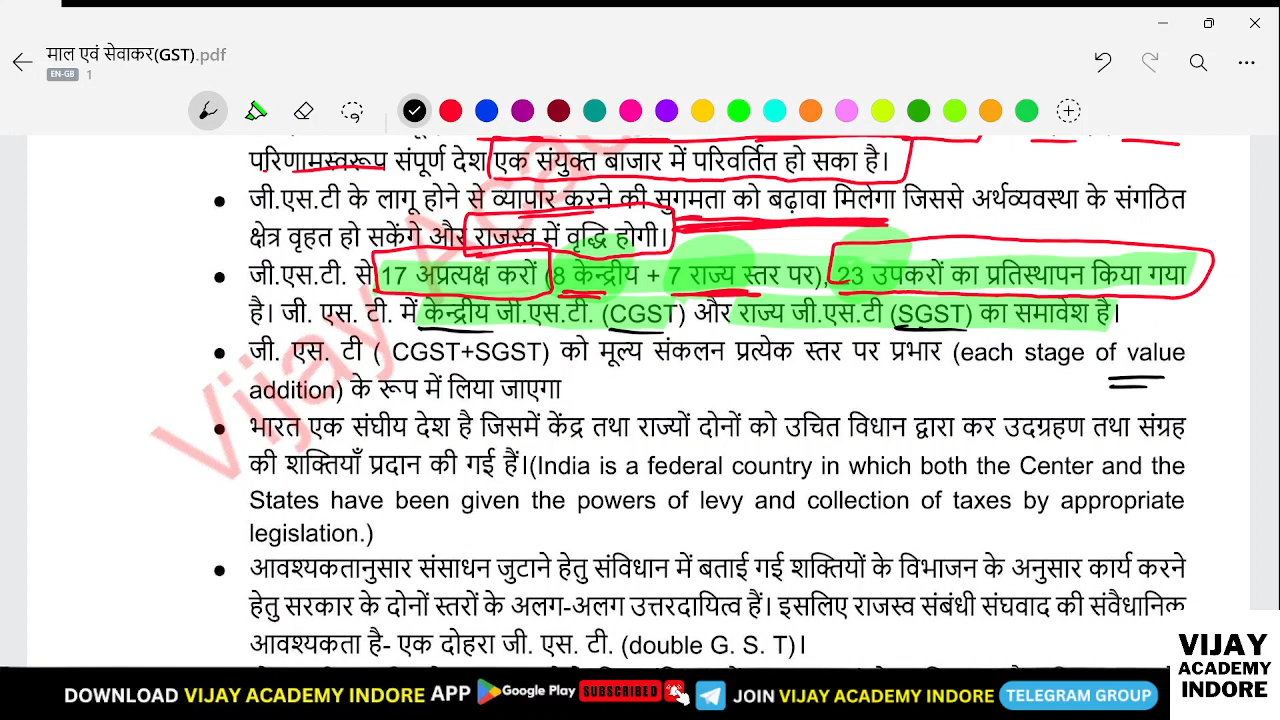 माल एवं सेवाकर(GST).pdf
EN-GB 1
परिणामस्वरूप संपूर्ण देश एक संयुक्त बाजार में परिवर्तित हो सका है।
जी.एस.टी के लागू होने से व्यापार करने की सुगमता को बढ़ावा मिलेगा जिससे अर्थव्यवस्था के संगठित
क्षेत्र वृहत हो सकेंगे और राजस्व में वृद्धि होगी।
जी.एस.टी. से 17 अप्रत्यक्ष करों (8 केन्द्रीय + 7 राज्य स्तर पर), 23 उपकरों का प्रतिस्थापन किया गया
है। जी. एस. टी. में केन्द्रीय जी.एस.टी. (CGST) और राज्य जी.एस.टी (SGST) का समावेश है।
जी. एस. टी ( CGST+SGST) को मूल्य संकलन प्रत्येक स्तर पर प्रभार (each stage of value
addition) के रूप में लिया जाएगा
भारत एक संघीय देश है जिसमें केंद्र तथा राज्यों दोनों को उचित विधान द्वारा कर उदग्रहण तथा संग्रह
की शक्तियाँ प्रदान की गई हैं।(India is a federal country in which both the Center and the
States have been given the powers of levy and collection of taxes by appropriate
legislation.)
आवश्यकतानुसार संसाधन जुटाने हेतु संविधान में बताई गई शक्तियों के विभाजन के अनुसार कार्य करने
हेतु सरकार के दोनों स्तरों के अलग-अलग उत्तरदायित्व हैं। इसलिए राजस्व संबंधी संघवाद की संवैधानिक
आवश्यकता है- एक दोहरा जी. एस. टी. (double G. S. T)।
Vijay Aca
VIJAY
ACADEMY
INDORE
DOWNLOAD VIJAY ACADEMY INDORE APP Google Play SUBSCRIBED JOIN VIJAY ACADEMY INDORE TELEGRAM GROUP